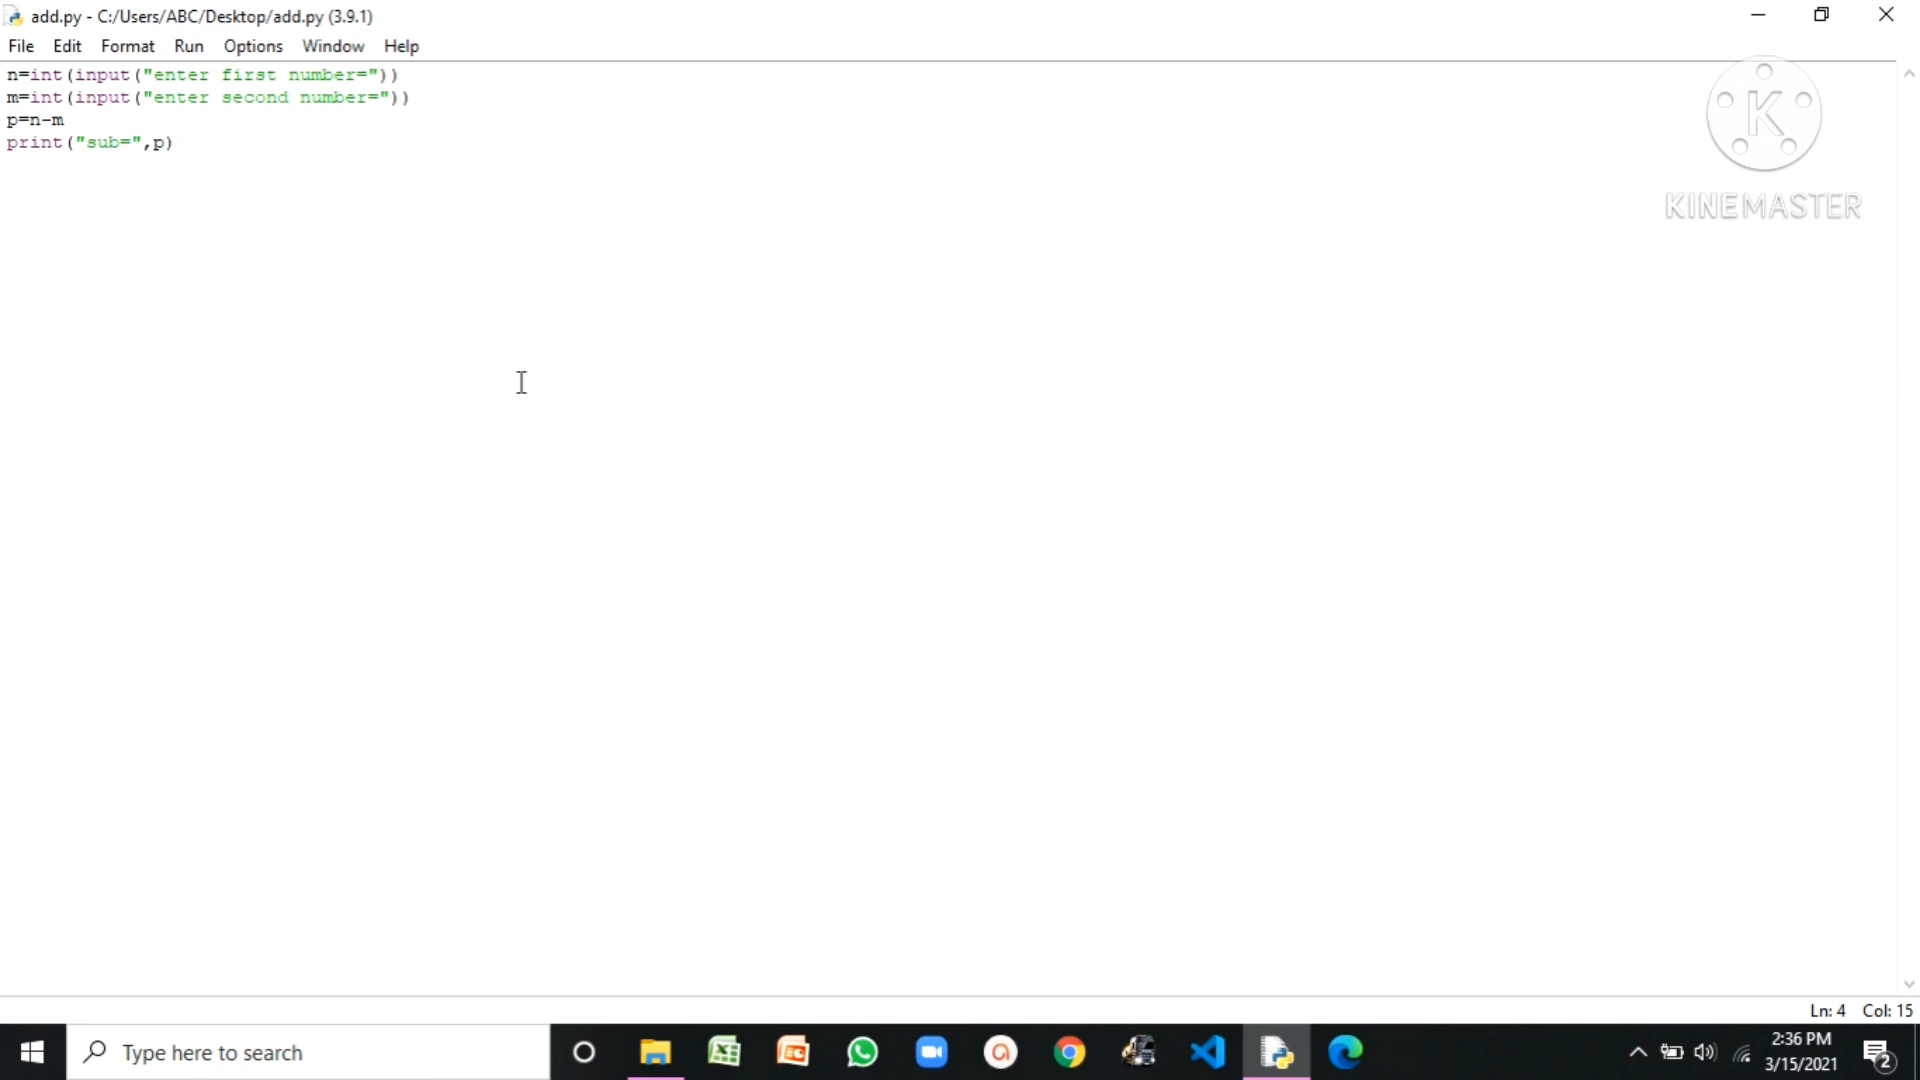 add.py - C:/Users/ABC/Desktop/add.py (3.9.1)
File Edit Format Run Options Window Help
n=int(input("enter first number="))
m=int(input("enter second number="))
p=n-m
print("sub=",p)
K
KINEMASTER
Ln: 4 Col: 15
Type here to search
2:36 PM
3/15/2021
2